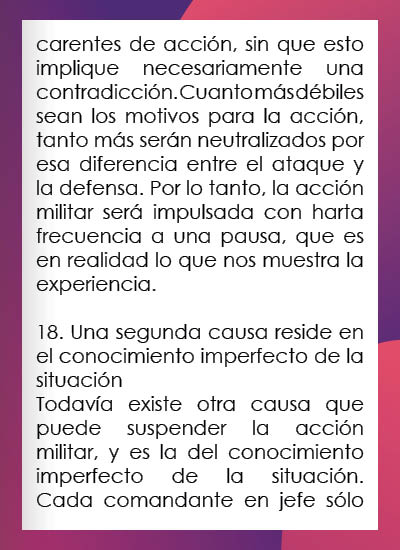 carentes de acción, sin que esto
implique necesariamente una
contradicción. Cuanto más débiles
sean los motivos para la acción,
tanto más serán neutralizados por
esa diferencia entre el ataque y
la defensa. Por lo tanto, la acción
militar será impulsada con harta
frecuencia a una pausa, que es
en realidad lo que nos muestra la
experiencia.

18. Una segunda causa reside en
el conocimiento imperfecto de la
situación
Todavía existe otra causa que
puede suspender la acción
militar, y es la del conocimiento
imperfecto de la situación.
Cada comandante en jefe sólo